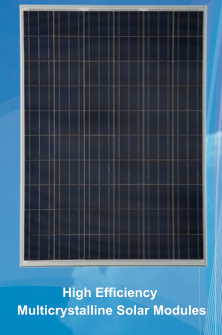 High Efficiency
Multicrystalline Solar Modules